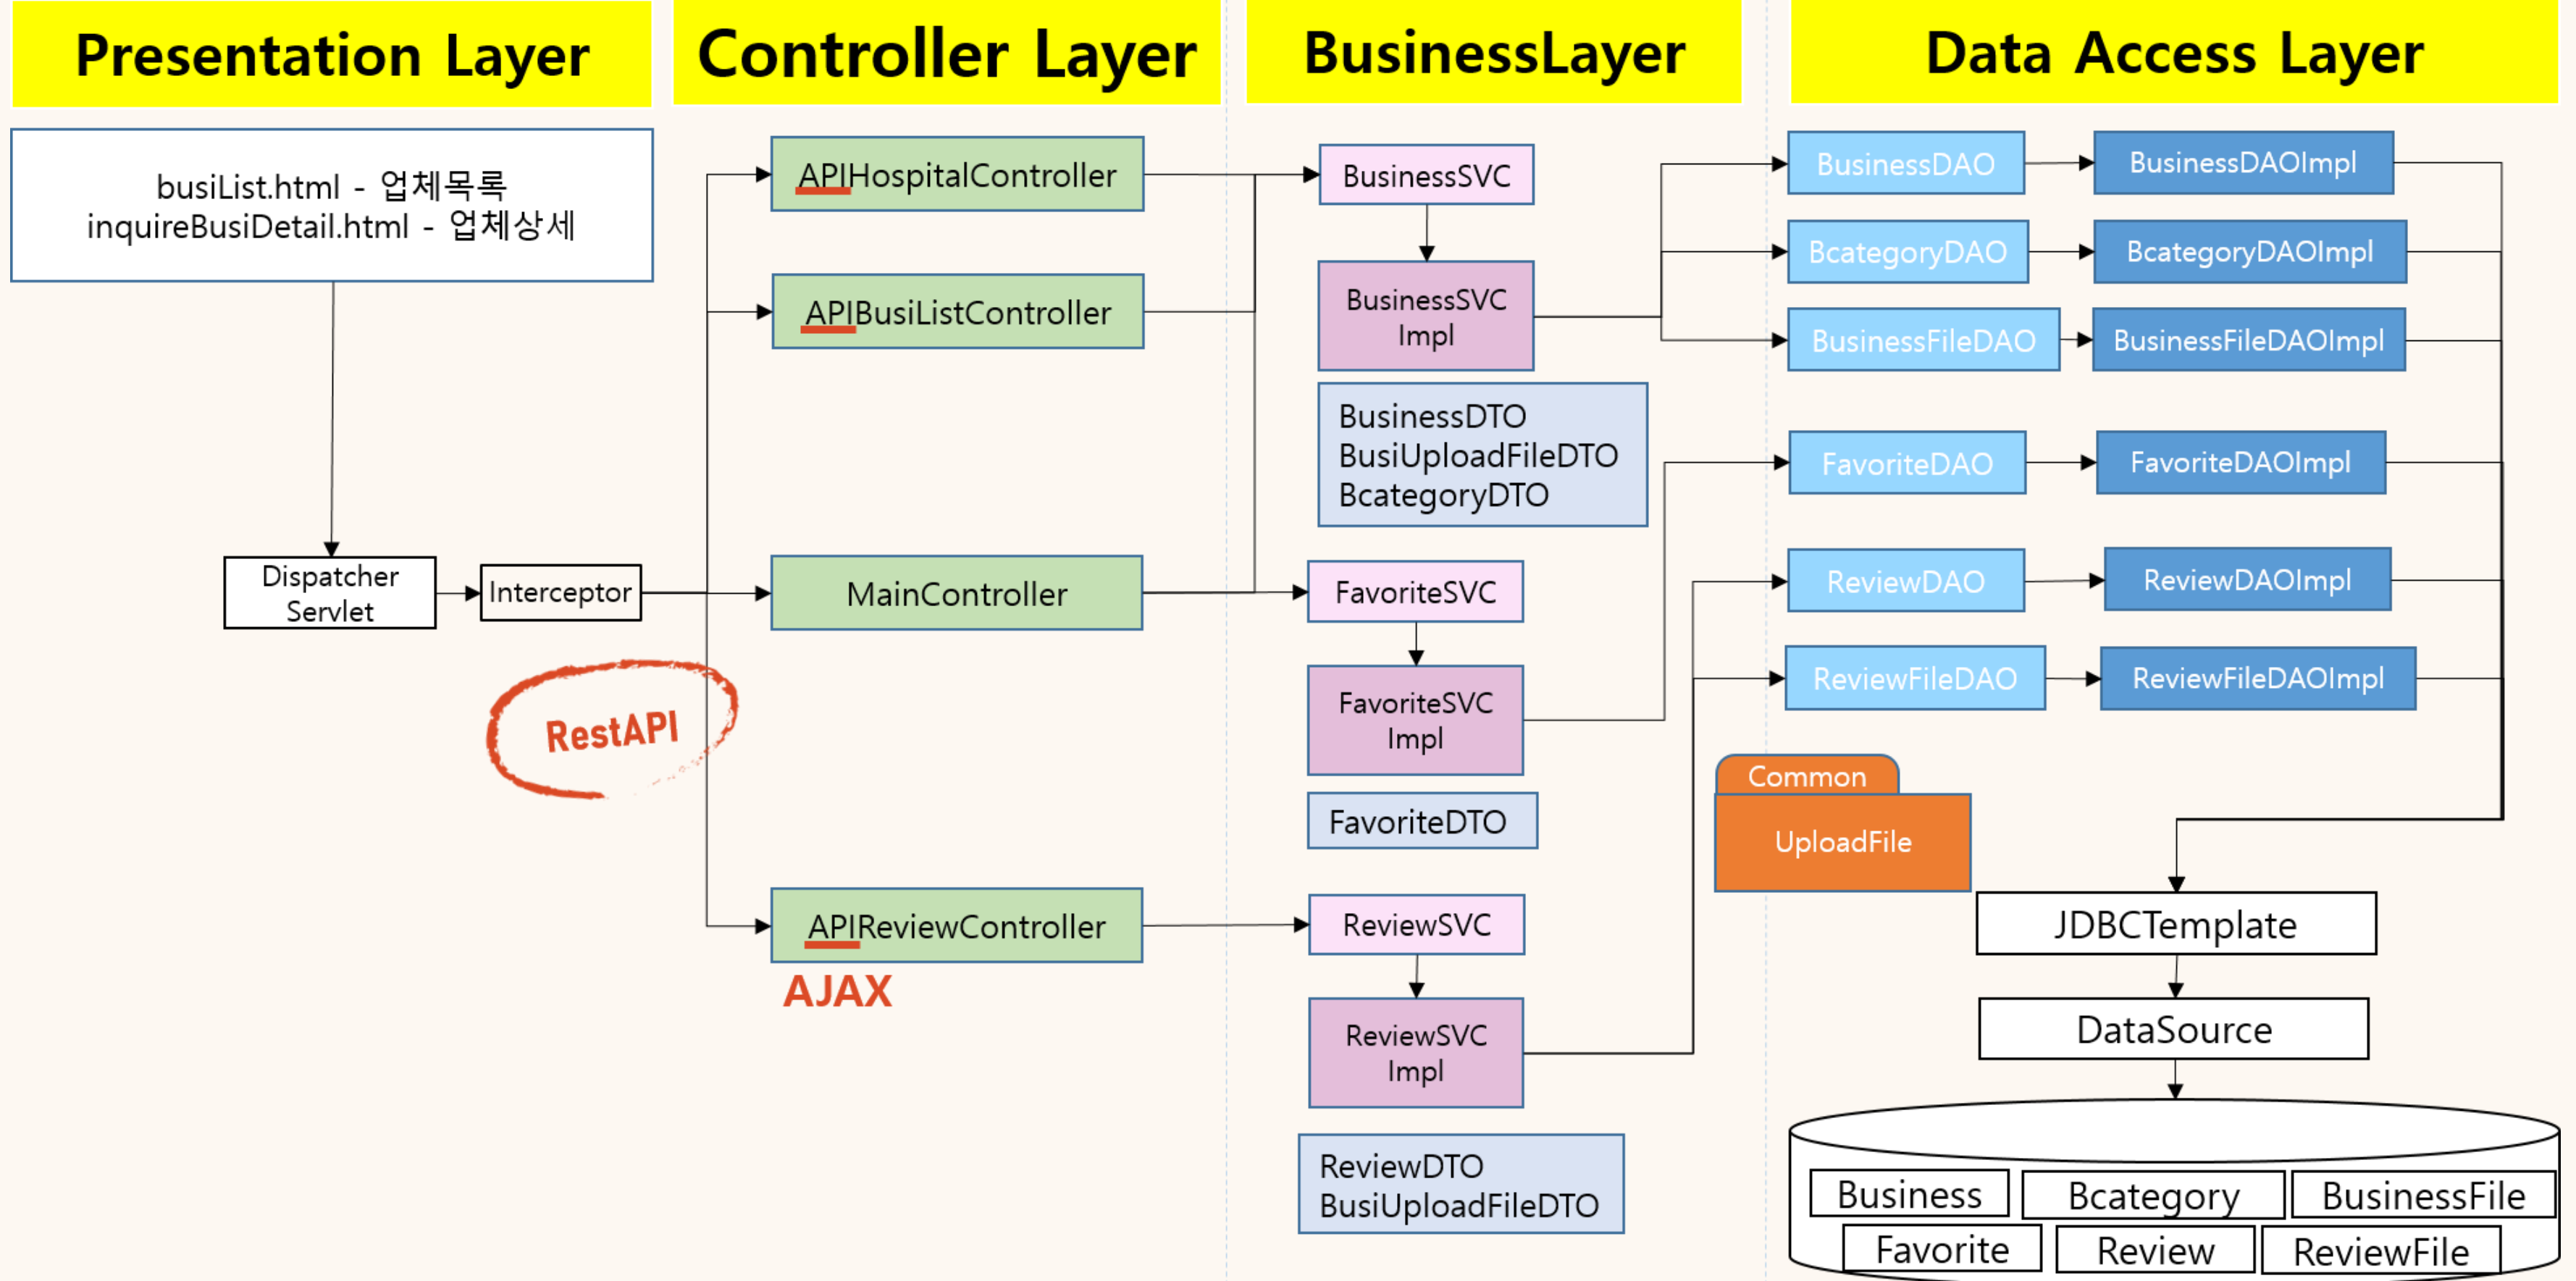 Presentation Layer
Controller Layer
BusinessLayer
Data Access Layer
busiList.html - 업체목록
inquireBusiDetail.html - 업체상세
Dispatcher
Servlet
Interceptor
RestAPI
APIHospitalController
APIBusiListController
MainController
APIReviewController
AJAX
BusinessSVC
BusinessSVC
Impl
BusinessDTO
BusiUploadFileDTO
BcategoryDTO
FavoriteSVC
FavoriteSVC
Impl
FavoriteDTO
ReviewSVC
ReviewSVC
Impl
ReviewDTO
BusiUploadFileDTO
BusinessDAO
BusinessDAOImpl
BcategoryDAO
BcategoryDAOImpl
BusinessFileDAO
BusinessFileDAOImpl
FavoriteDAO
FavoriteDAOImpl
ReviewDAO
ReviewDAOImpl
ReviewFileDAO
ReviewFileDAOImpl
Common
UploadFile
JDBCTemplate
DataSource
Business
Bcategory
BusinessFile
Favorite
Review
ReviewFile